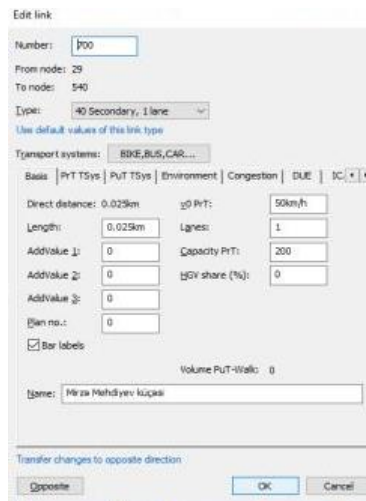 Edit link
Number: 700
From node: 29
To node: 540
Type: 40 Secondary, 1 lane
Use default values of this link type
Transport systems: BIKE,BUS,CAR...
Basis PrT TSys PuT TSys Environment Congestion DUE IC
Direct distance: 0.025km v0 PrT: 50km/h
Length: 0.025km Lanes: 1
AddValue 1: 0 Capacity PrT: 200
AddValue 2: 0 HGV share (%): 0
AddValue 3: 0
Plan no.: 0
Bar labels
Volume PuT-Walk: 0
Name: Mirzə Mehdiyev küçəsi
Transfer changes to opposite direction
Opposite OK Cancel